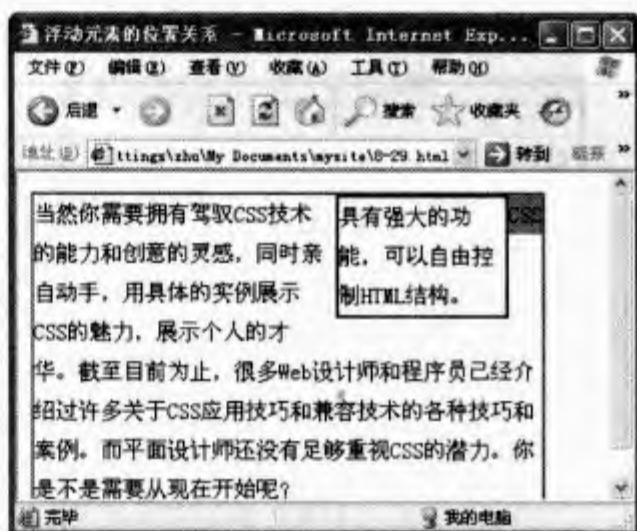 浮动元素的位置关系 - Microsoft Internet Exp...
文件(F) 编辑(E) 查看(V) 收藏(A) 工具(T) 帮助(H)
后退 搜索 收藏夹 »
地址(D) ttings\zhu\My Documents\mysite\8-29.html 转到 »
当然你需要拥有驾驭CSS技术
的能力和创意的灵感，同时亲
自动手，用具体的实例展示
CSS的魅力，展示个人的才
具有强大的功
能，可以自由控
制HTML结构。
CSS
华。截至目前为止，很多Web设计师和程序员已经介
绍过许多关于CSS应用技巧和兼容技术的各种技巧和
案例。而平面设计师还没有足够重视CSS的潜力。你
是不是需要从现在开始呢?
完毕 我的电脑